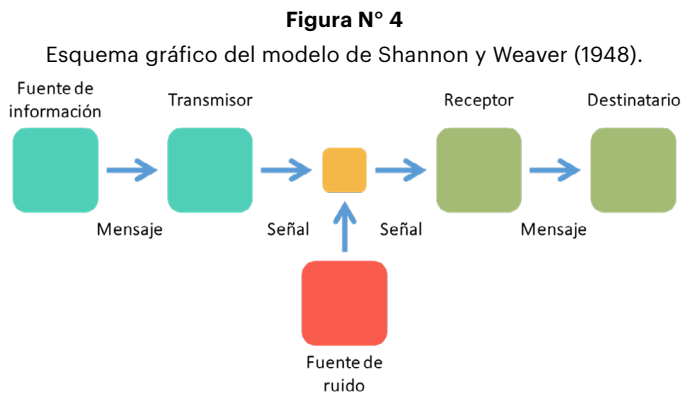 Figura N° 4
Esquema gráfico del modelo de Shannon y Weaver (1948).
Fuente de
información
Transmisor
Receptor
Destinatario
Mensaje
Señal
Señal
Mensaje
Fuente de
ruido